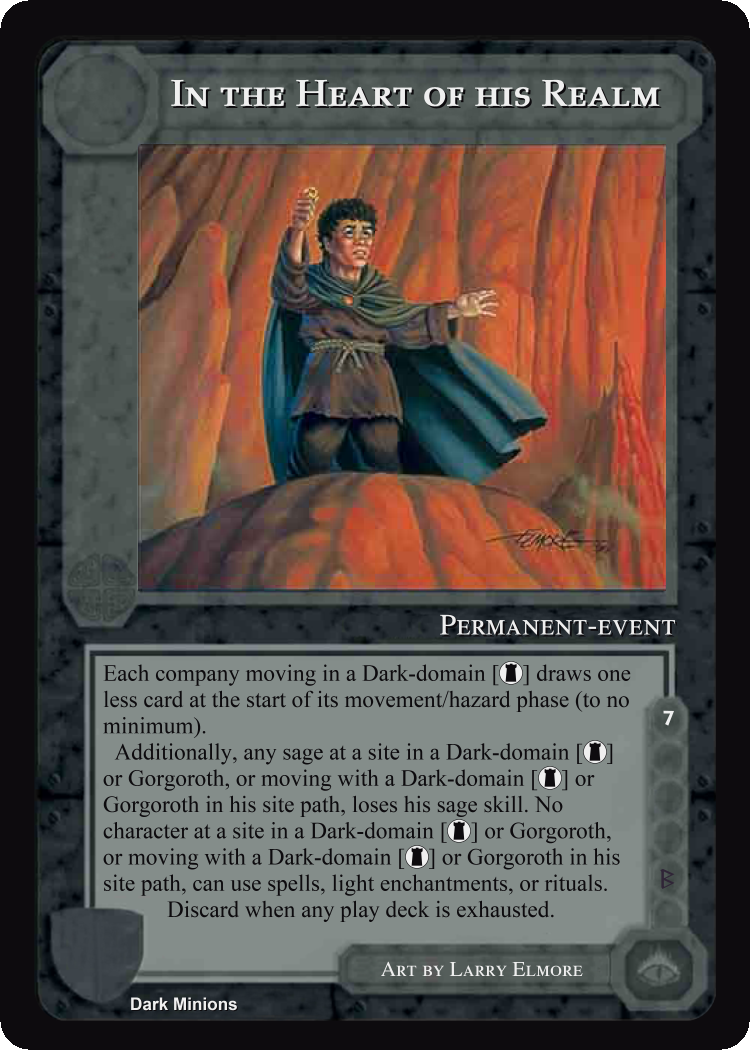 In the Heart of his Realm
ELMORE
Permanent-event
Each company moving in a Dark-domain [] draws one
less card at the start of its movement/hazard phase (to no
minimum).
Additionally, any sage at a site in a Dark-domain []
or Gorgoroth, or moving with a Dark-domain [] or
Gorgoroth in his site path, loses his sage skill. No
character at a site in a Dark-domain [] or Gorgoroth,
or moving with a Dark-domain [] or Gorgoroth in his
site path, can use spells, light enchantments, or rituals.
Discard when any play deck is exhausted.
7
Art by Larry Elmore
Dark Minions